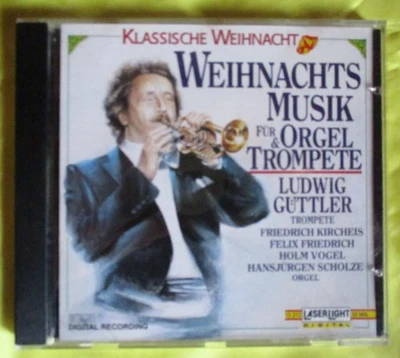 KLASSISCHE WEIHNACHT
WEIHNACHTS
MUSIK
FÜR ORGEL
& TROMPETE
LUDWIG
GÜTTLER
TROMPETE
FRIEDRICH KIRCHEIS
FELIX FRIEDRICH
HOLM VOGEL
HANSJÜRGEN SCHOLZE
ORGEL
DIGITAL RECORDING
LASERLIGHT
DIGITAL